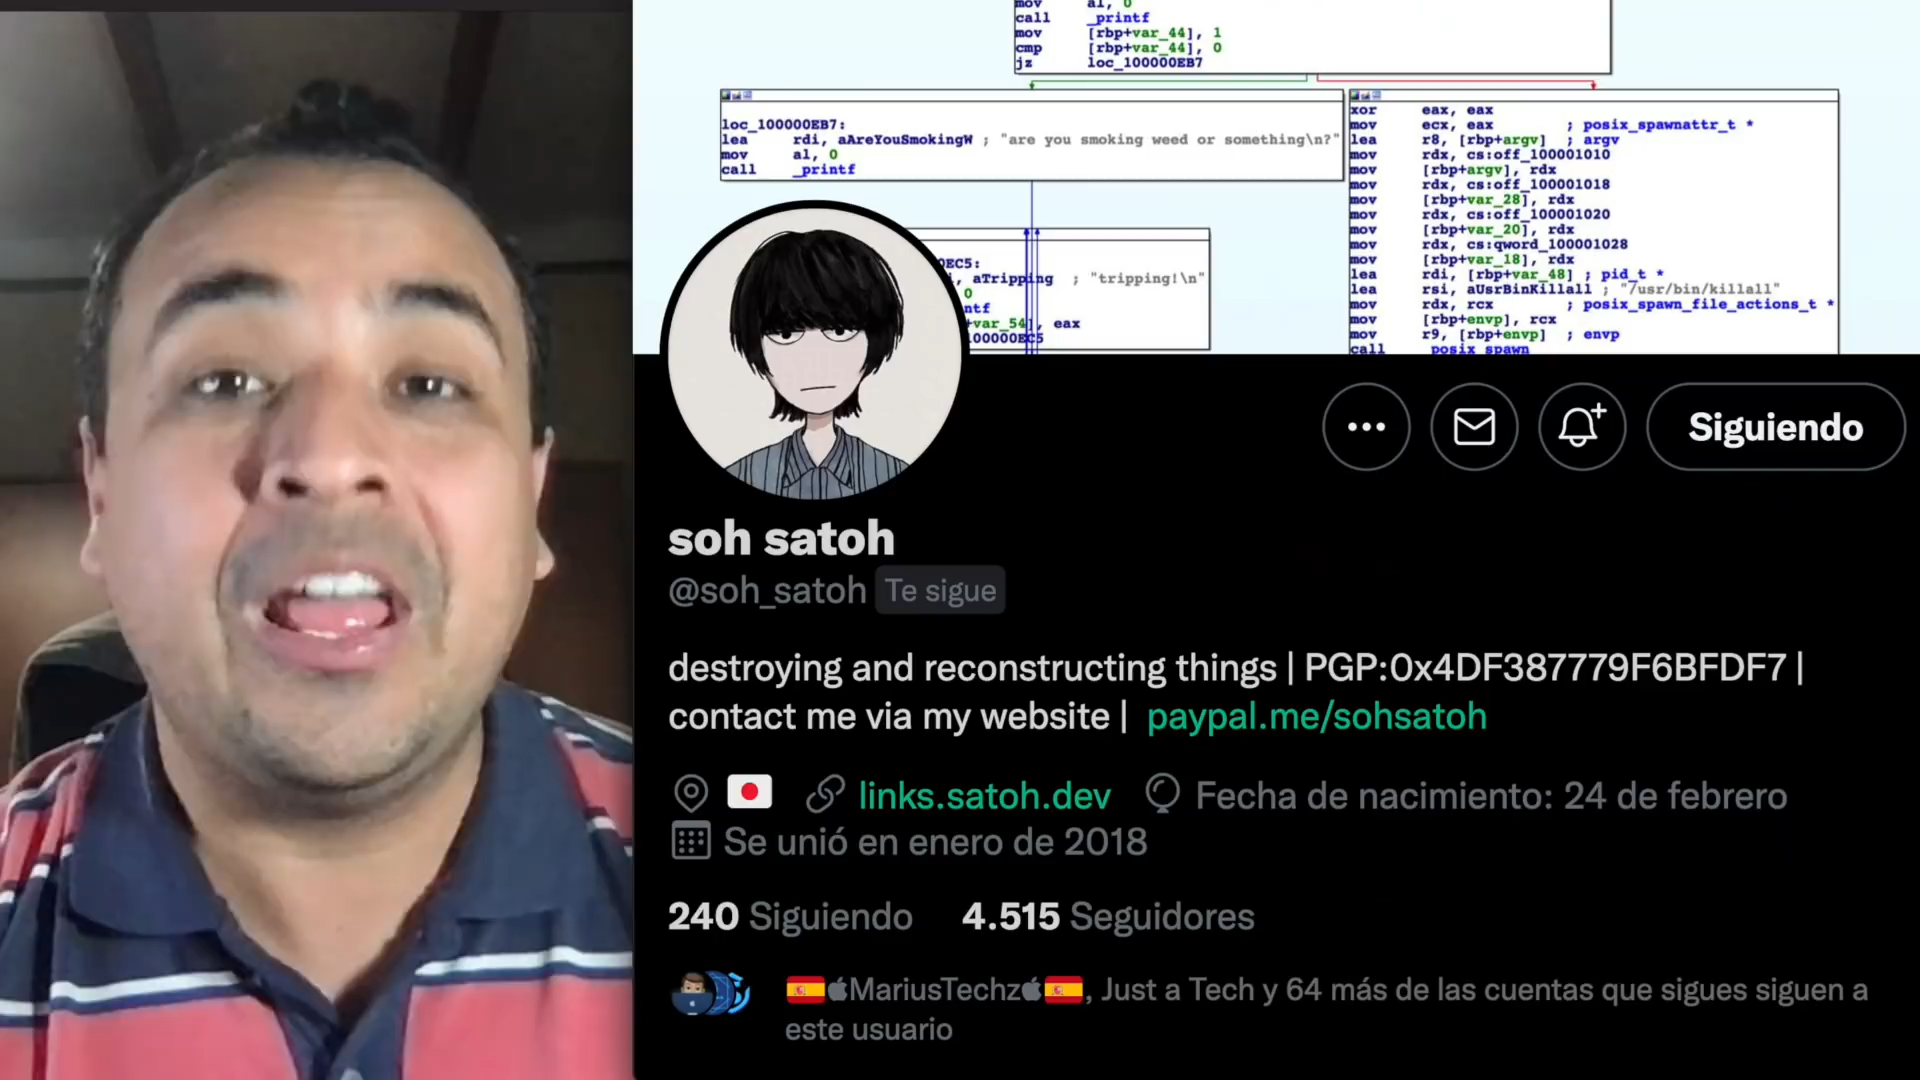 mov al, 0
call _printf
mov [rbp+var_44], 1
cmp [rbp+var_44], 0
jz loc_100000EB7
loc_100000EB7:
lea rdi, aAreYouSmokingW ; "are you smoking weed or something\n?"
mov al, 0
call _printf
0EC5:
, aTripping ; "tripping!\n"
0
ntf
+var_54], eax
100000EC5
xor eax, eax
mov ecx, eax ; posix_spawnattr_t *
lea r8, [rbp+argv] ; argv
mov rdx, cs:off_100001010
mov [rbp+argv], rdx
mov rdx, cs:off_100001018
mov [rbp+var_28], rdx
mov rdx, cs:off_100001020
mov [rbp+var_20], rdx
mov rdx, cs:qword_100001028
mov [rbp+var_18], rdx
lea rdi, [rbp+var_48] ; pid_t *
lea rsi, aUsrBinKillall ; "/usr/bin/killall"
mov rdx, rcx ; posix_spawn_file_actions_t *
mov [rbp+envp], rcx
mov r9, [rbp+envp] ; envp
call posix_spawn
Siguiendo
soh satoh
@soh_satoh Te sigue
destroying and reconstructing things | PGP:0x4DF387779F6BFDF7 |
contact me via my website | paypal.me/sohsatoh
links.satoh.dev Fecha de nacimiento: 24 de febrero
Se unió en enero de 2018
240 Siguiendo 4.515 Seguidores
🇪🇸MariusTechz🇪🇸, Just a Tech y 64 más de las cuentas que sigues siguen a
este usuario